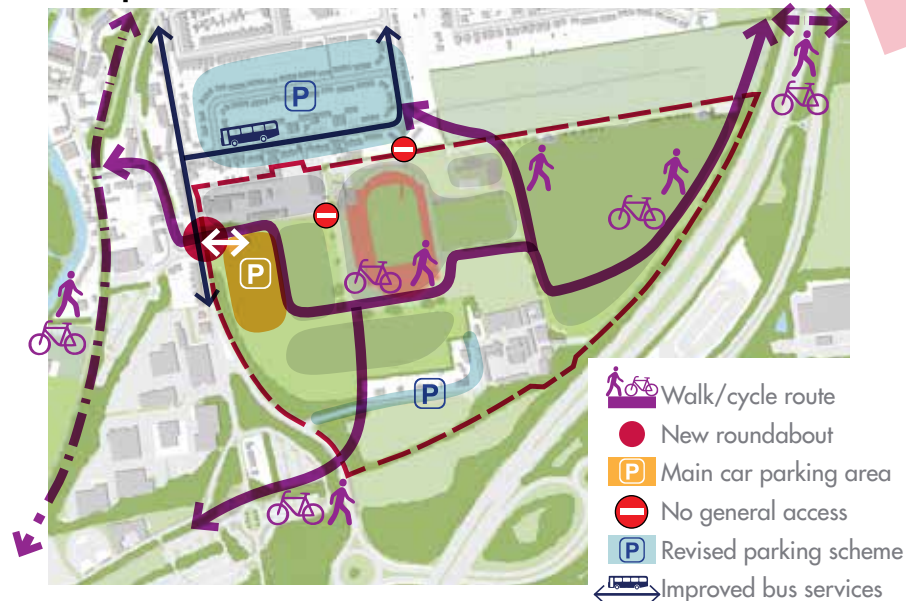 P
P
P
Walk/cycle route
New roundabout
P Main car parking area
No general access
P Revised parking scheme
Improved bus services